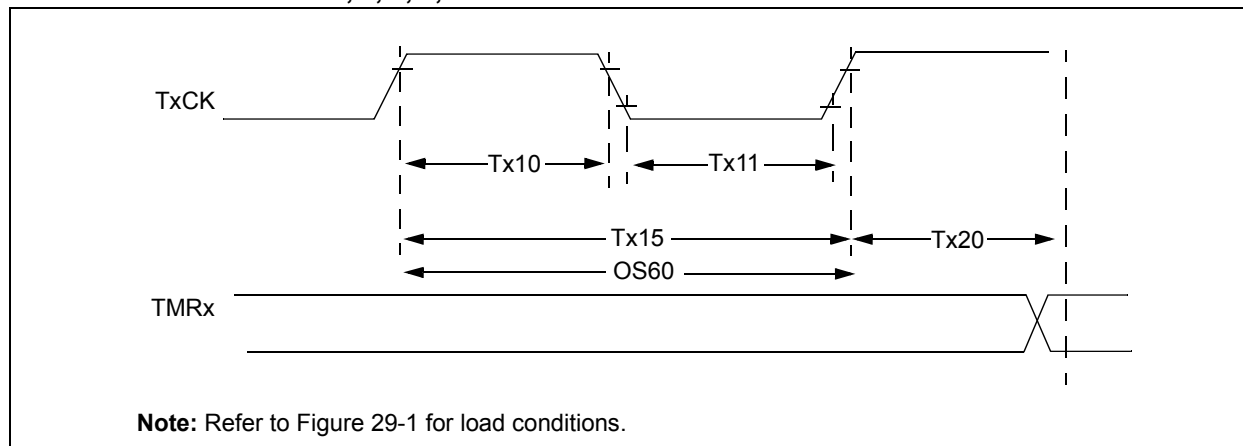 TxCK
Tx10
Tx11
Tx15
Tx20
OS60
TMRx
Note: Refer to Figure 29-1 for load conditions.